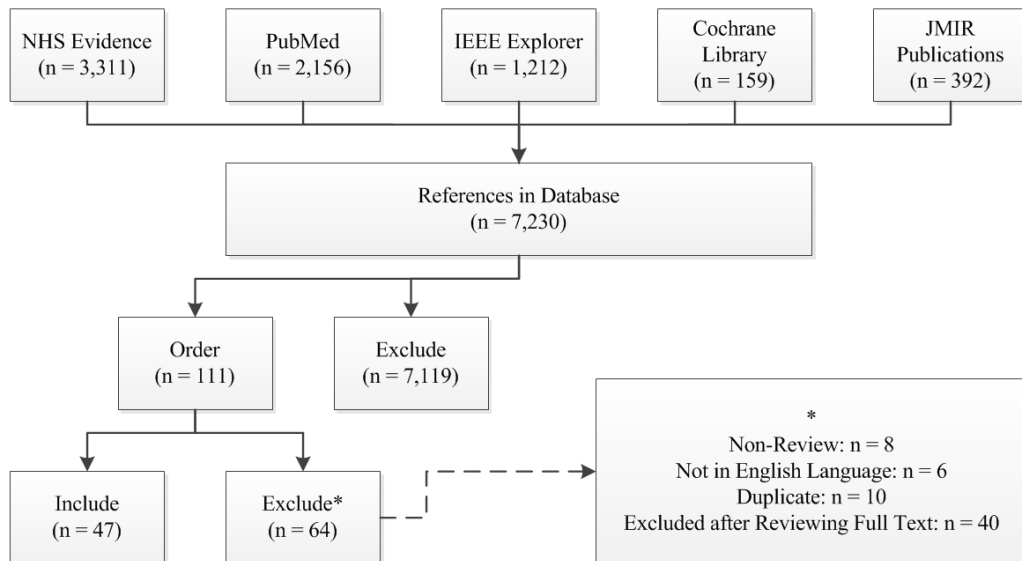 NHS Evidence
(n = 3,311)
PubMed
(n = 2,156)
IEEE Explorer
(n = 1,212)
Cochrane
Library
(n = 159)
JMIR
Publications
(n = 392)
References in Database
(n = 7,230)
Order
(n = 111)
Exclude
(n = 7,119)
Include
(n = 47)
Exclude*
(n = 64)
*
Non-Review: n = 8
Not in English Language: n = 6
Duplicate: n = 10
Excluded after Reviewing Full Text: n = 40